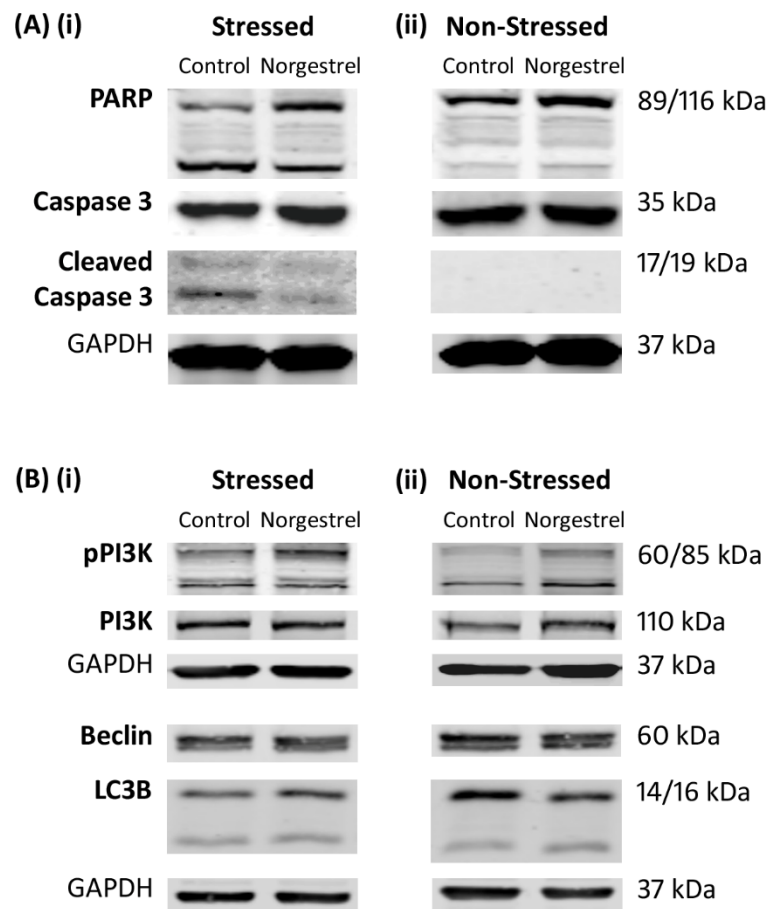 (A) (i) Stressed (ii) Non-Stressed
Control Norgestrel Control Norgestrel
PARP 89/116 kDa
Caspase 3 35 kDa
Cleaved 17/19 kDa
Caspase 3
GAPDH 37 kDa
(B) (i) Stressed (ii) Non-Stressed
Control Norgestrel Control Norgestrel
pPI3K 60/85 kDa
PI3K 110 kDa
GAPDH 37 kDa
Beclin 60 kDa
LC3B 14/16 kDa
GAPDH 37 kDa